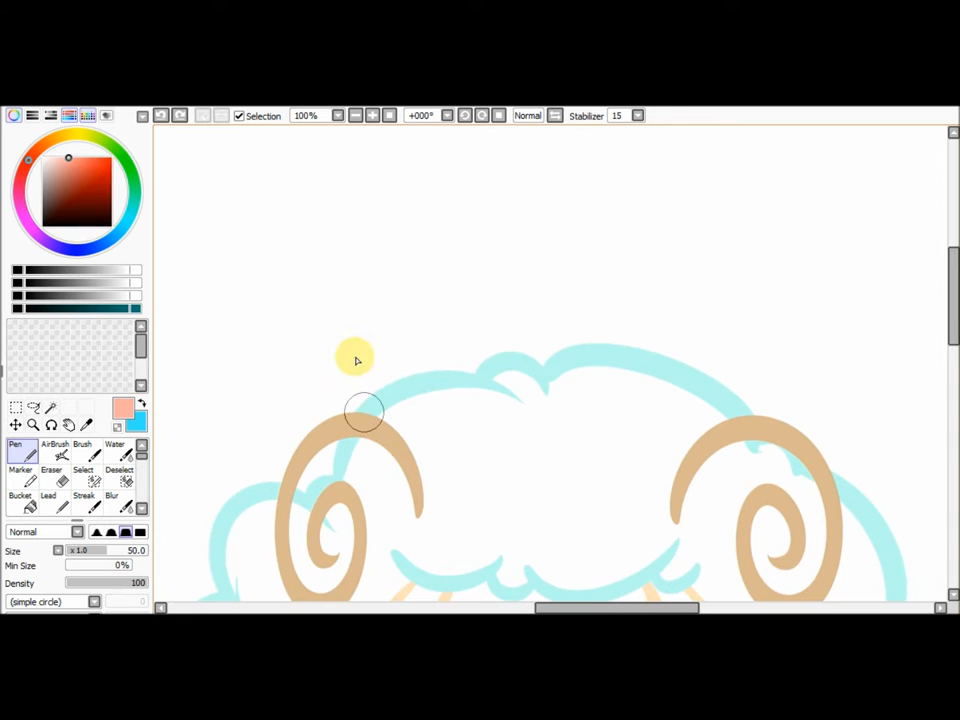 Selection 100% +000° Normal Stabilizer 15
Pen AirBrush Brush Water
Marker Eraser Select Deselect
Bucket Lead Streak Blur
Normal
Size x 1.0 50.0
Min Size 0%
Density 100
(simple circle)